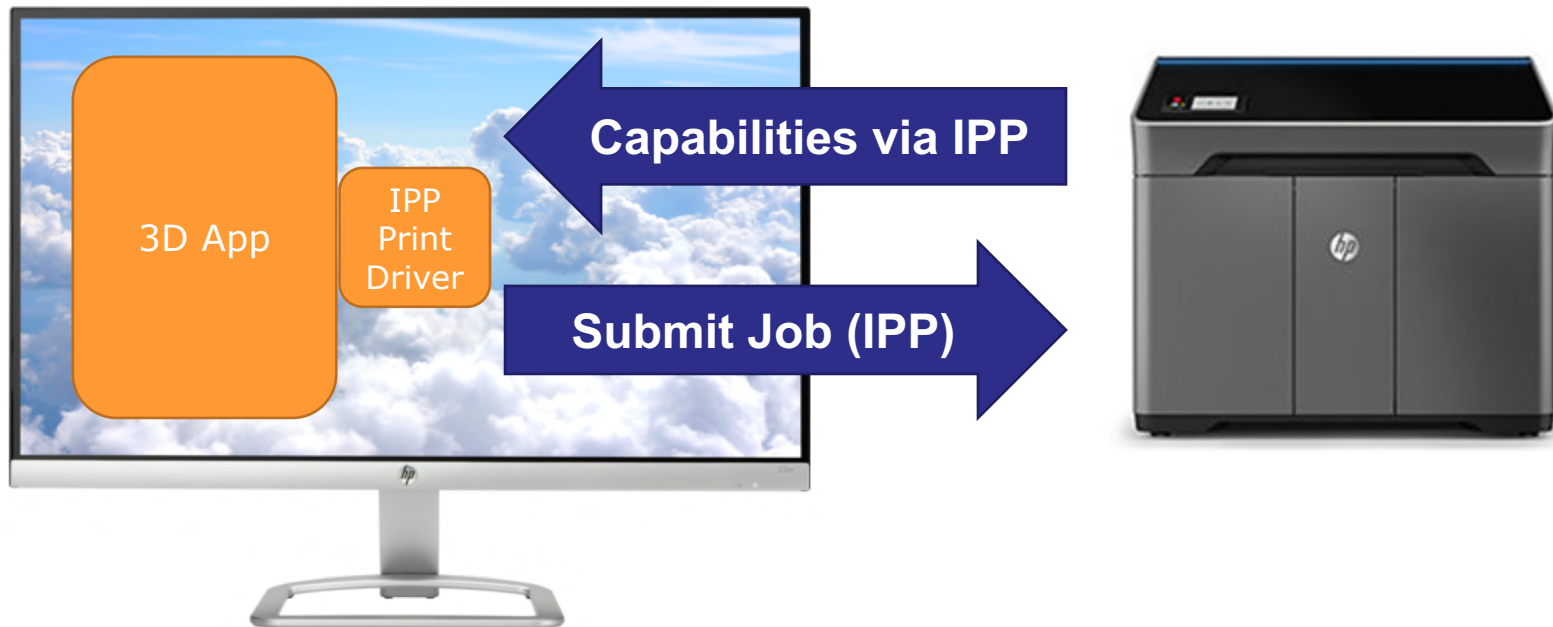 3D App
IPP
Print
Driver
Capabilities via IPP
Submit Job (IPP)
hp
hp